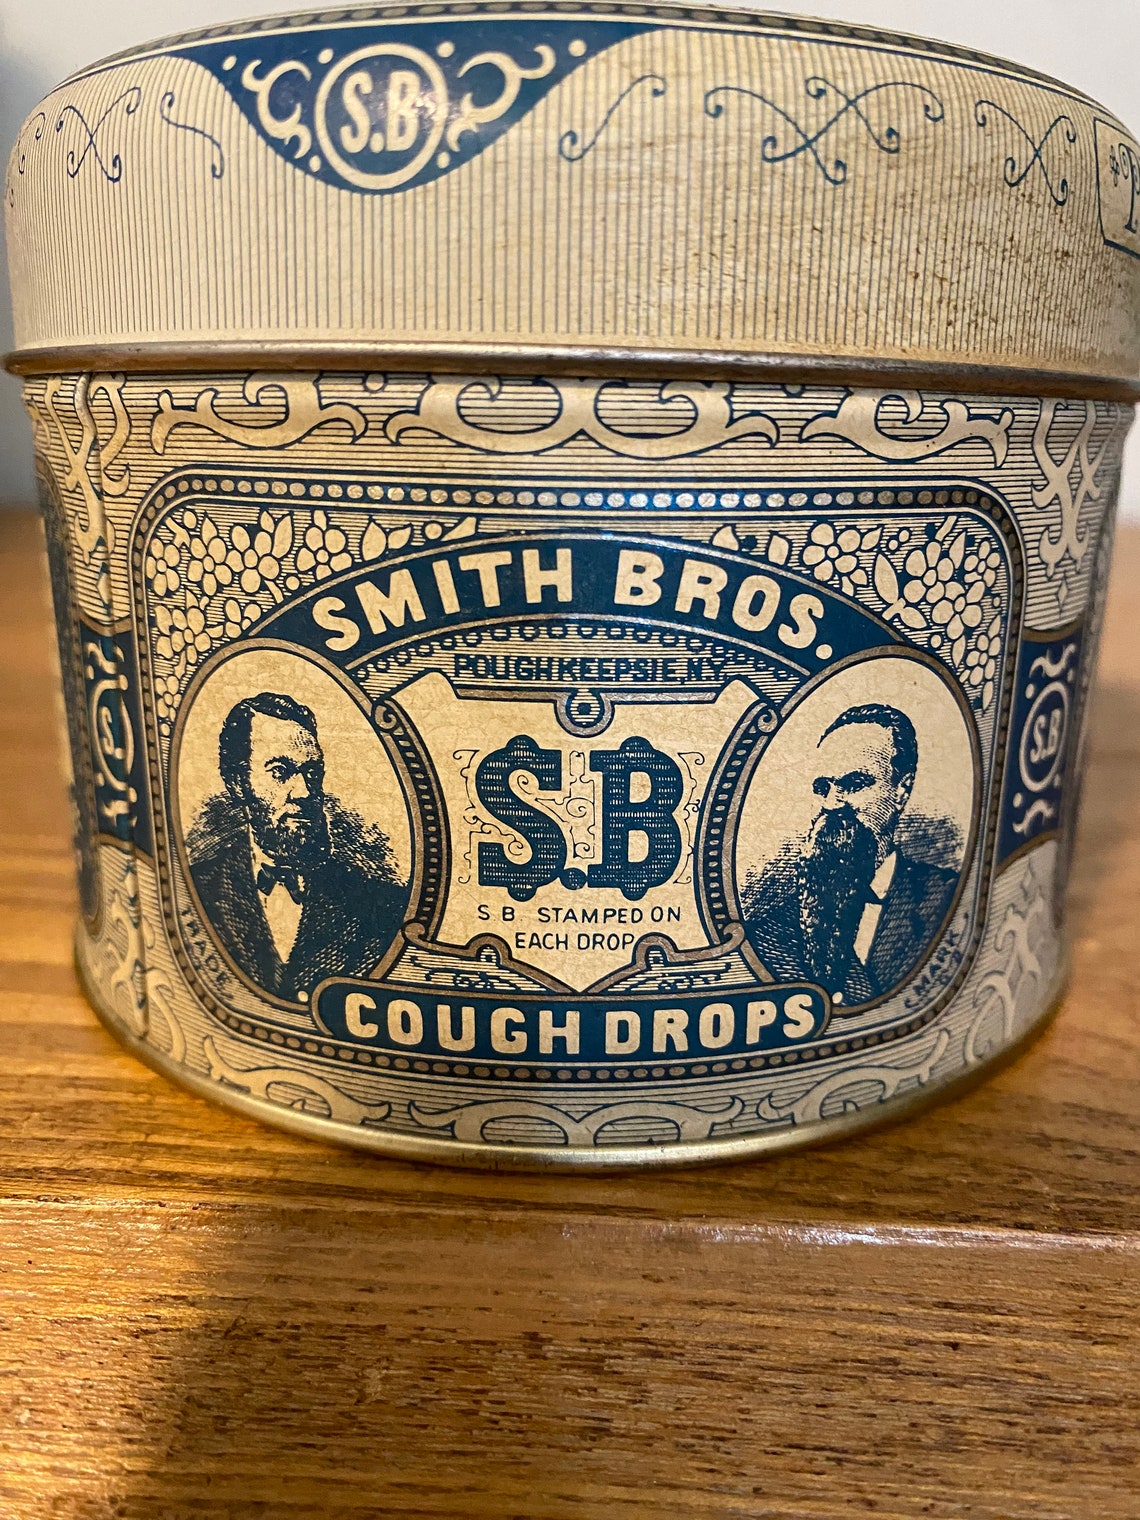 S.B
SMITH BROS.
POUGHKEEPSIE, N.Y.
S.B
S B. STAMPED ON
EACH DROP
TRADE
MARK
COUGH DROPS
S.B